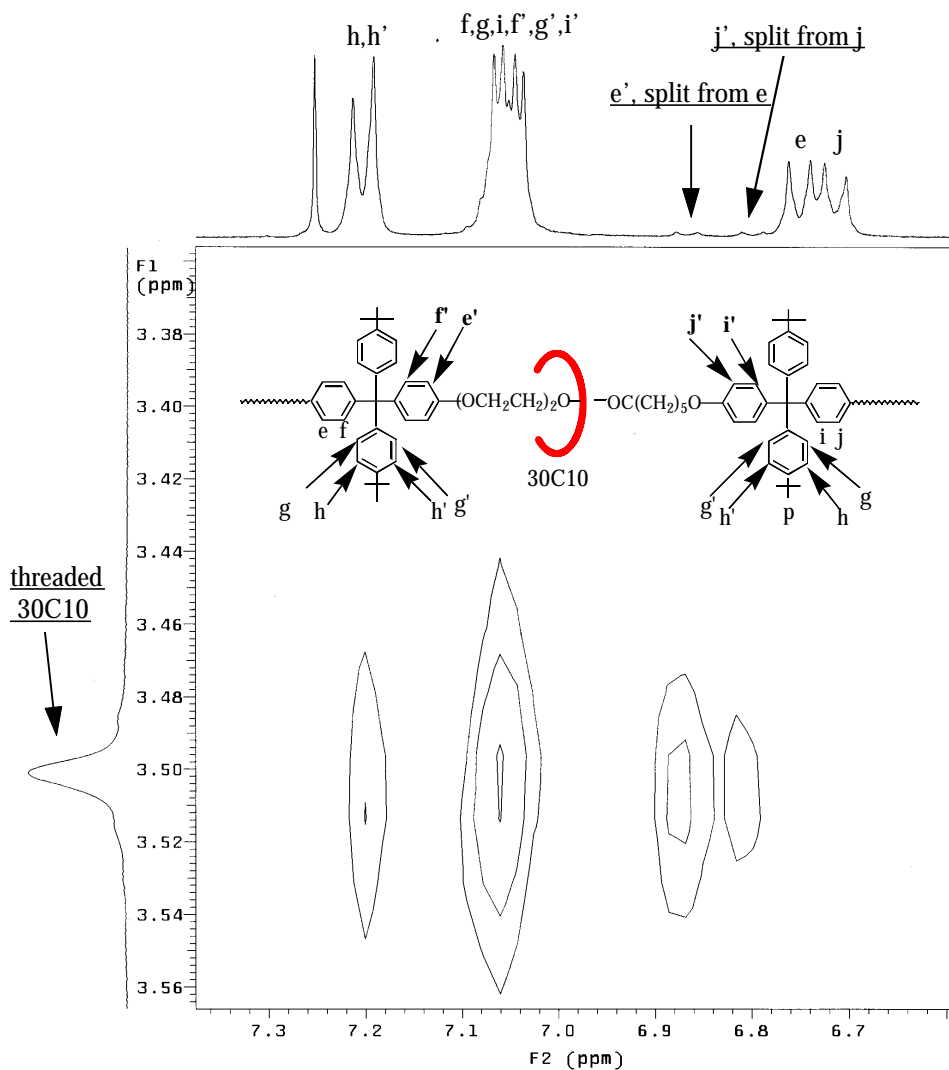 h,h’
f,g,i,f’,g’,i’
j’, split from j
e’, split from e
e
j
F1
(ppm)
3.38
3.40
3.42
3.44
3.46
3.48
3.50
3.52
3.54
3.56
f'
e'
j'
i'
(OCH2CH2)2O
OC(CH2)5O
e
f
i
j
30C10
g
h
h'
g'
g'
h'
p
h
g
threaded
30C10
7.3
7.2
7.1
7.0
6.9
6.8
6.7
F2 (ppm)